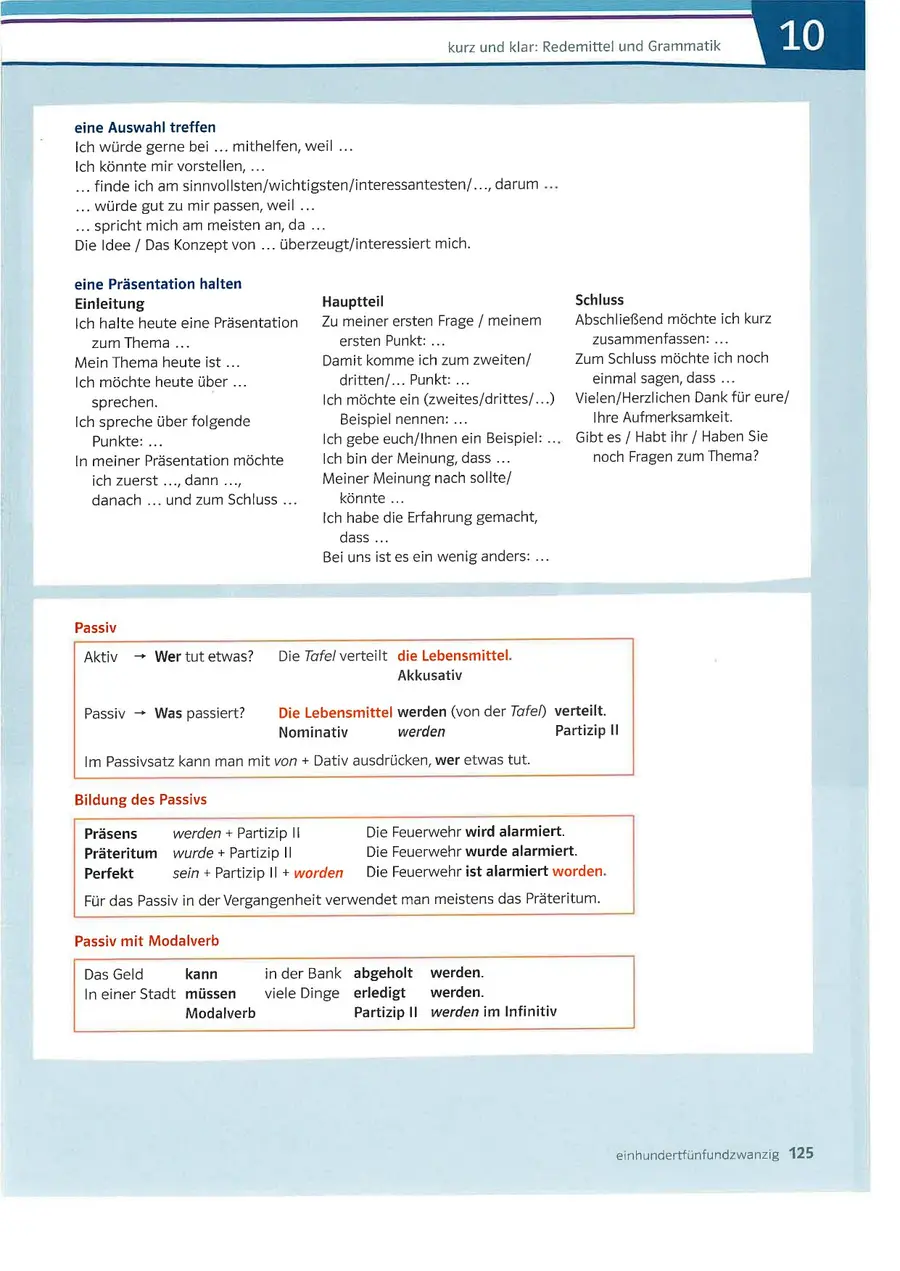 kurz und klar: Redemittel und Grammatik
10
eine Auswahl treffen
Ich würde gerne bei … mithelfen, weil …
Ich könnte mir vorstellen, …
… finde ich am sinnvollsten/wichtigsten/interessantesten/…, darum …
… würde gut zu mir passen, weil …
… spricht mich am meisten an, da …
Die Idee / Das Konzept von … überzeugt/interessiert mich.
eine Präsentation halten
Einleitung
Ich halte heute eine Präsentation
zum Thema …
Mein Thema heute ist …
Ich möchte heute über …
sprechen.
Ich spreche über folgende
Punkte: …
In meiner Präsentation möchte
ich zuerst …, dann …,
danach … und zum Schluss …
Hauptteil
Zu meiner ersten Frage / meinem
ersten Punkt: …
Damit komme ich zum zweiten/
dritten/… Punkt: …
Ich möchte ein (zweites/drittes/…)
Beispiel nennen: …
Ich gebe euch/Ihnen ein Beispiel: …
Ich bin der Meinung, dass …
Meiner Meinung nach sollte/
könnte …
Ich habe die Erfahrung gemacht,
dass …
Bei uns ist es ein wenig anders: …
Schluss
Abschließend möchte ich kurz
zusammenfassen: …
Zum Schluss möchte ich noch
einmal sagen, dass …
Vielen/Herzlichen Dank für eure/
Ihre Aufmerksamkeit.
Gibt es / Habt ihr / Haben Sie
noch Fragen zum Thema?
Passiv
Aktiv → Wer tut etwas? Die Tafel verteilt die Lebensmittel.
Akkusativ
Passiv → Was passiert? Die Lebensmittel werden (von der Tafel) verteilt.
Nominativ werden Partizip II
Im Passivsatz kann man mit von + Dativ ausdrücken, wer etwas tut.
Bildung des Passivs
Präsens werden + Partizip II Die Feuerwehr wird alarmiert.
Präteritum wurde + Partizip II Die Feuerwehr wurde alarmiert.
Perfekt sein + Partizip II + worden Die Feuerwehr ist alarmiert worden.
Für das Passiv in der Vergangenheit verwendet man meistens das Präteritum.
Passiv mit Modalverb
Das Geld kann in der Bank abgeholt werden.
In einer Stadt müssen viele Dinge erledigt werden.
Modalverb Partizip II werden im Infinitiv
einhundertfünfundzwanzig 125